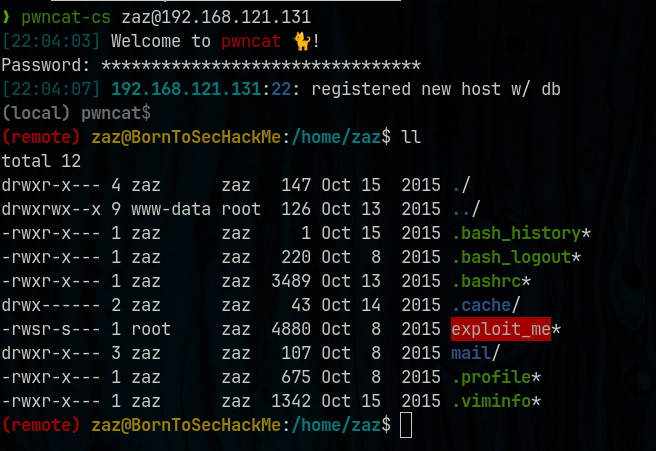 ❯ pwncat-cs zaz@192.168.121.131
[22:04:03] Welcome to pwncat 🐈!
Password: ********************************
[22:04:07] 192.168.121.131:22: registered new host w/ db
(local) pwncat$
(remote) zaz@BornToSecHackMe:/home/zaz$ ll
total 12
drwxr-x--- 4 zaz      zaz   147 Oct 15  2015 ./
drwxrwx--x 9 www-data root  126 Oct 13  2015 ../
-rwxr-x--- 1 zaz      zaz     1 Oct 15  2015 .bash_history*
-rwxr-x--- 1 zaz      zaz   220 Oct  8  2015 .bash_logout*
-rwxr-x--- 1 zaz      zaz  3489 Oct 13  2015 .bashrc*
drwx------ 2 zaz      zaz    43 Oct 14  2015 .cache/
-rwsr-s--- 1 root     zaz  4880 Oct  8  2015 exploit_me*
drwxr-x--- 3 zaz      zaz   107 Oct  8  2015 mail/
-rwxr-x--- 1 zaz      zaz   675 Oct  8  2015 .profile*
-rwxr-x--- 1 zaz      zaz  1342 Oct 15  2015 .viminfo*
(remote) zaz@BornToSecHackMe:/home/zaz$